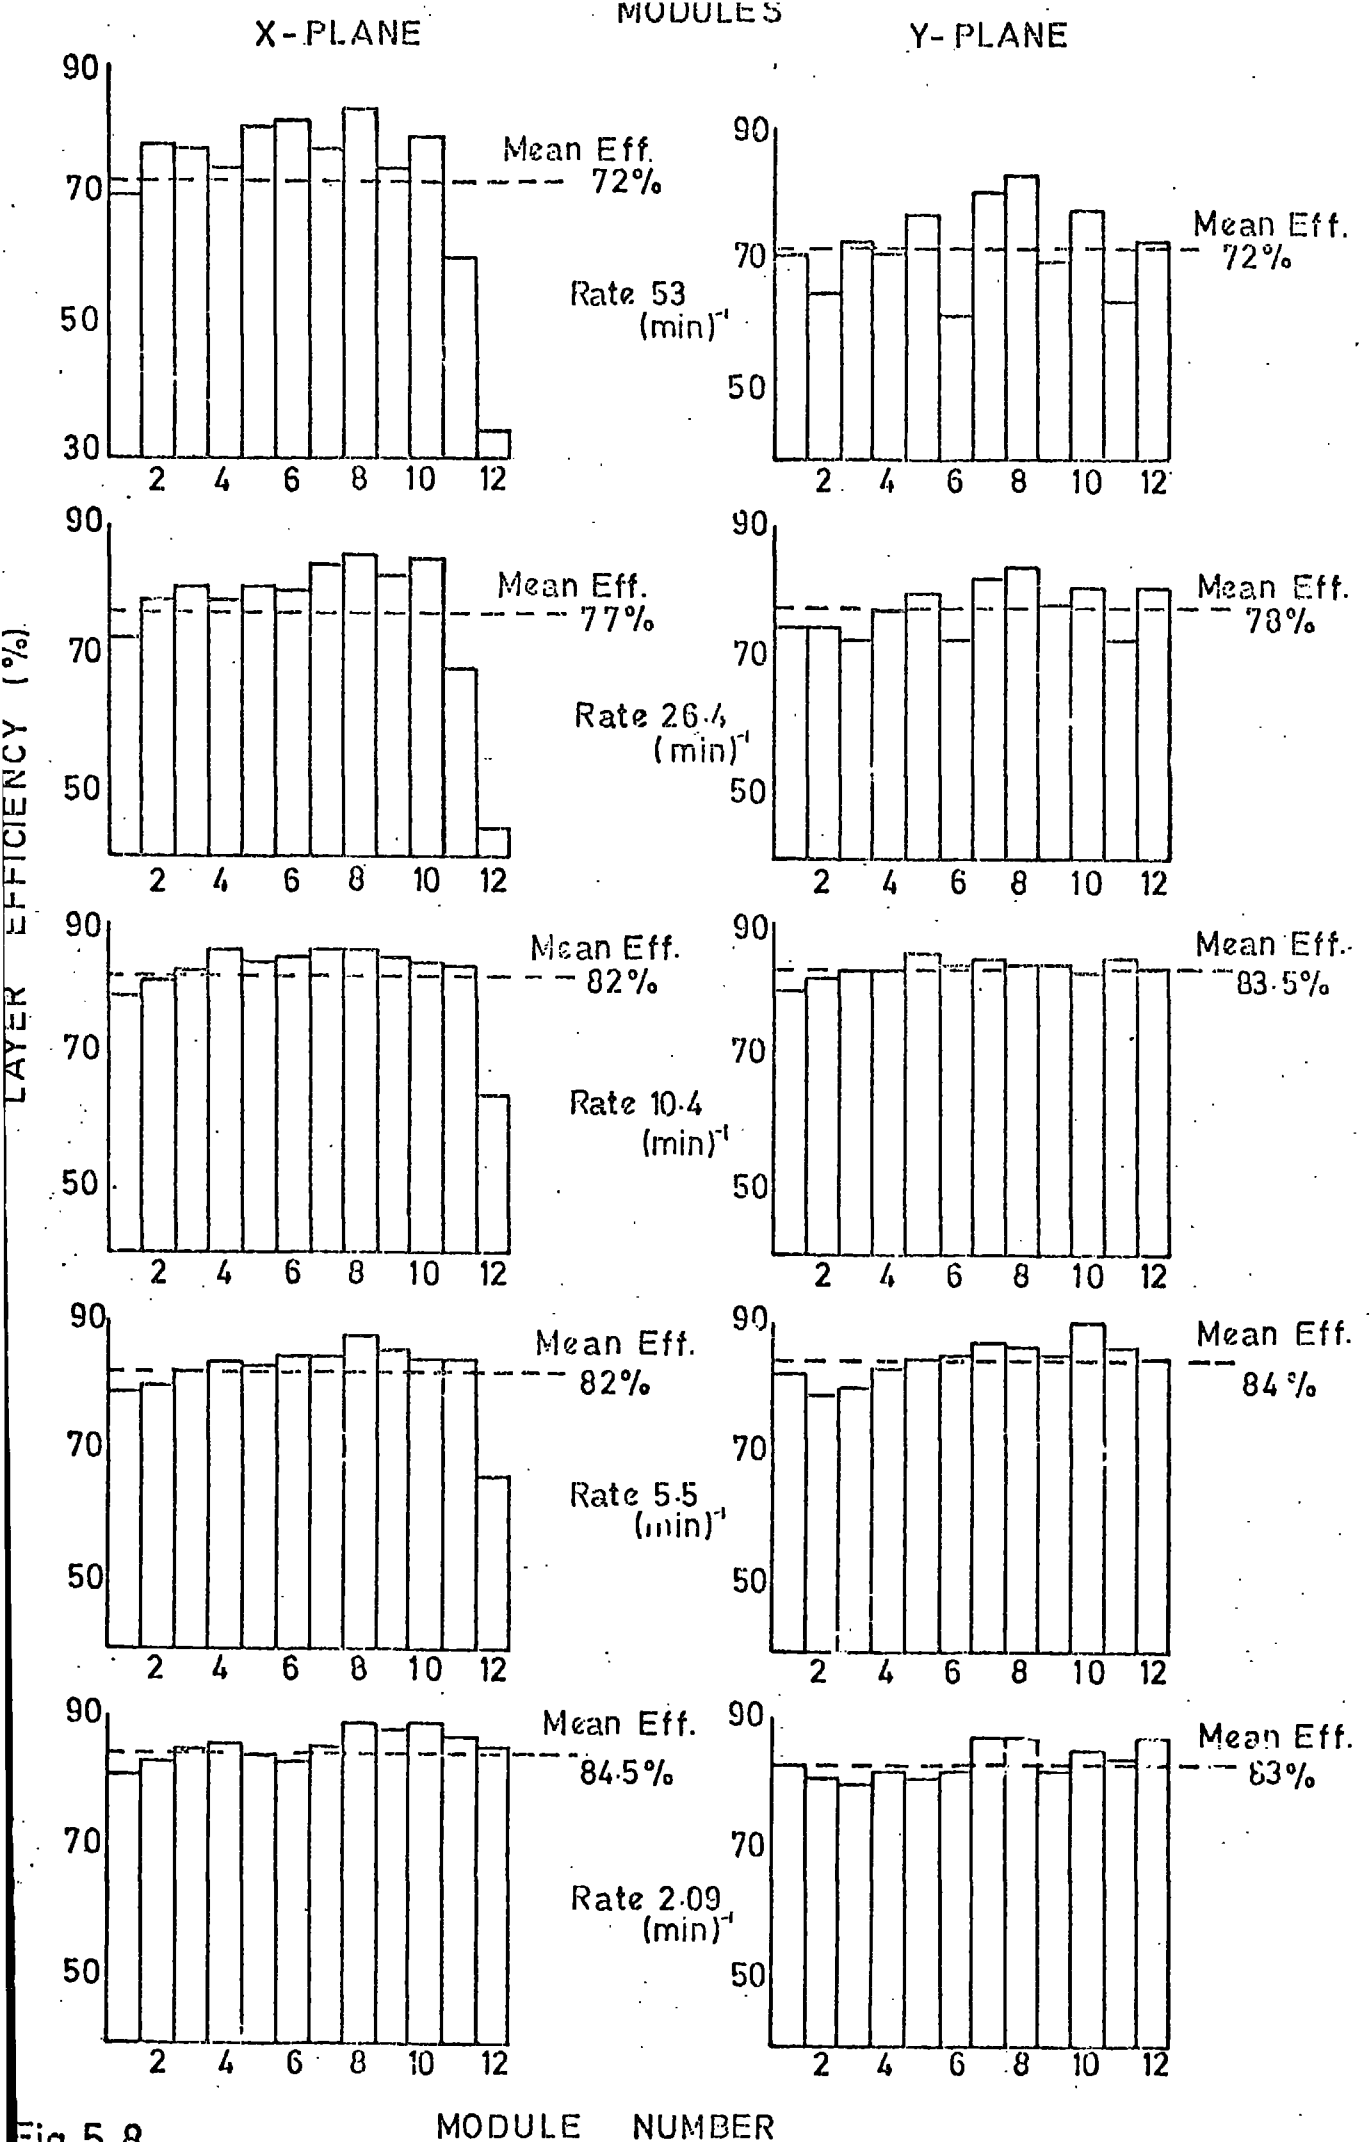 MODULES
X-PLANE
Y-PLANE
LAYER EFFICIENCY (%)
90
70
50
30
Mean Eff.
72%
2 4 6 8 10 12
Rate 53
(min)⁻¹
90
70
50
Mean Eff.
72%
2 4 6 8 10 12
90
70
50
Mean Eff.
77%
2 4 6 8 10 12
Rate 26·4
(min)⁻¹
90
70
50
Mean Eff.
78%
2 4 6 8 10 12
90
70
50
Mean Eff.
82%
2 4 6 8 10 12
Rate 10·4
(min)⁻¹
90
70
50
Mean Eff.
83·5%
2 4 6 8 10 12
90
70
50
Mean Eff.
82%
2 4 6 8 10 12
Rate 5·5
(min)⁻¹
90
70
50
Mean Eff.
84%
2 4 6 8 10 12
90
70
50
Mean Eff.
84·5%
2 4 6 8 10 12
Rate 2·09
(min)⁻¹
90
70
50
Mean Eff.
83%
2 4 6 8 10 12
MODULE NUMBER
Fig 5.8